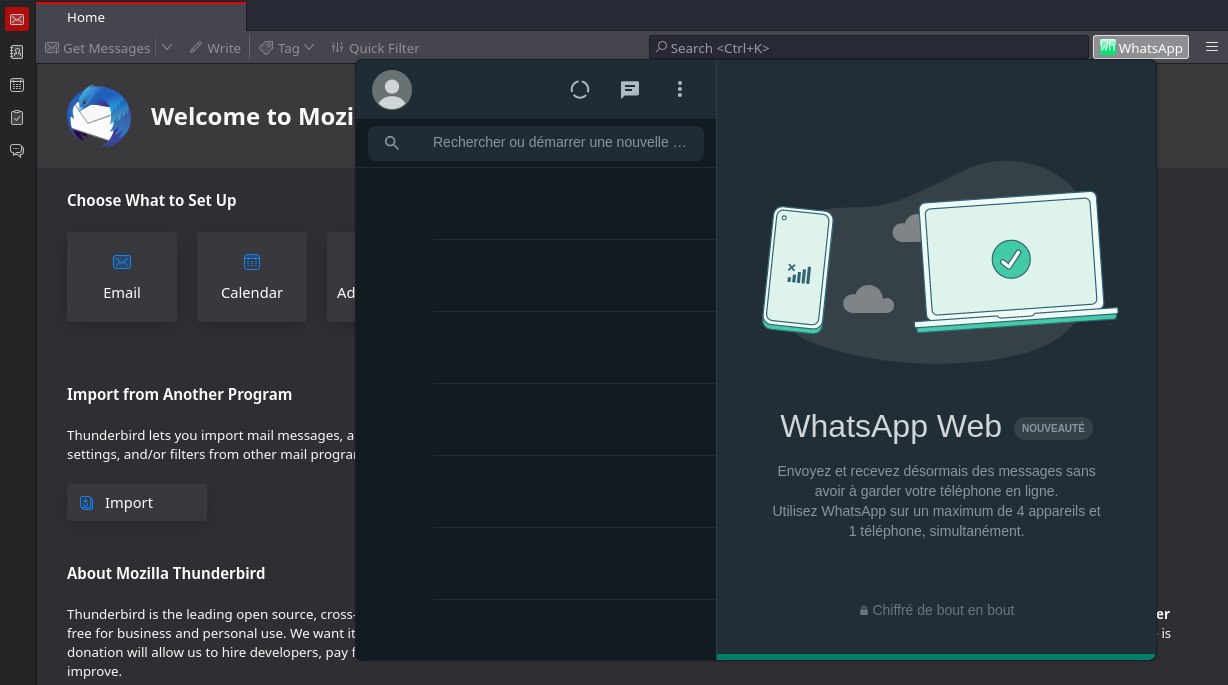 Home
Get Messages
Write
Tag
Quick Filter
Search <Ctrl+K>
Wh WhatsApp
Welcome to Mozi
Rechercher ou démarrer une nouvelle …
Choose What to Set Up
Email
Calendar
Ad
Import from Another Program
Thunderbird lets you import mail messages, a
settings, and/or filters from other mail progra
Import
WhatsApp Web NOUVEAUTÉ
Envoyez et recevez désormais des messages sans
avoir à garder votre téléphone en ligne.
Utilisez WhatsApp sur un maximum de 4 appareils et
1 téléphone, simultanément.
Chiffré de bout en bout
About Mozilla Thunderbird
Thunderbird is the leading open source, cross- er
free for business and personal use. We want it is
donation will allow us to hire developers, pay f
improve.